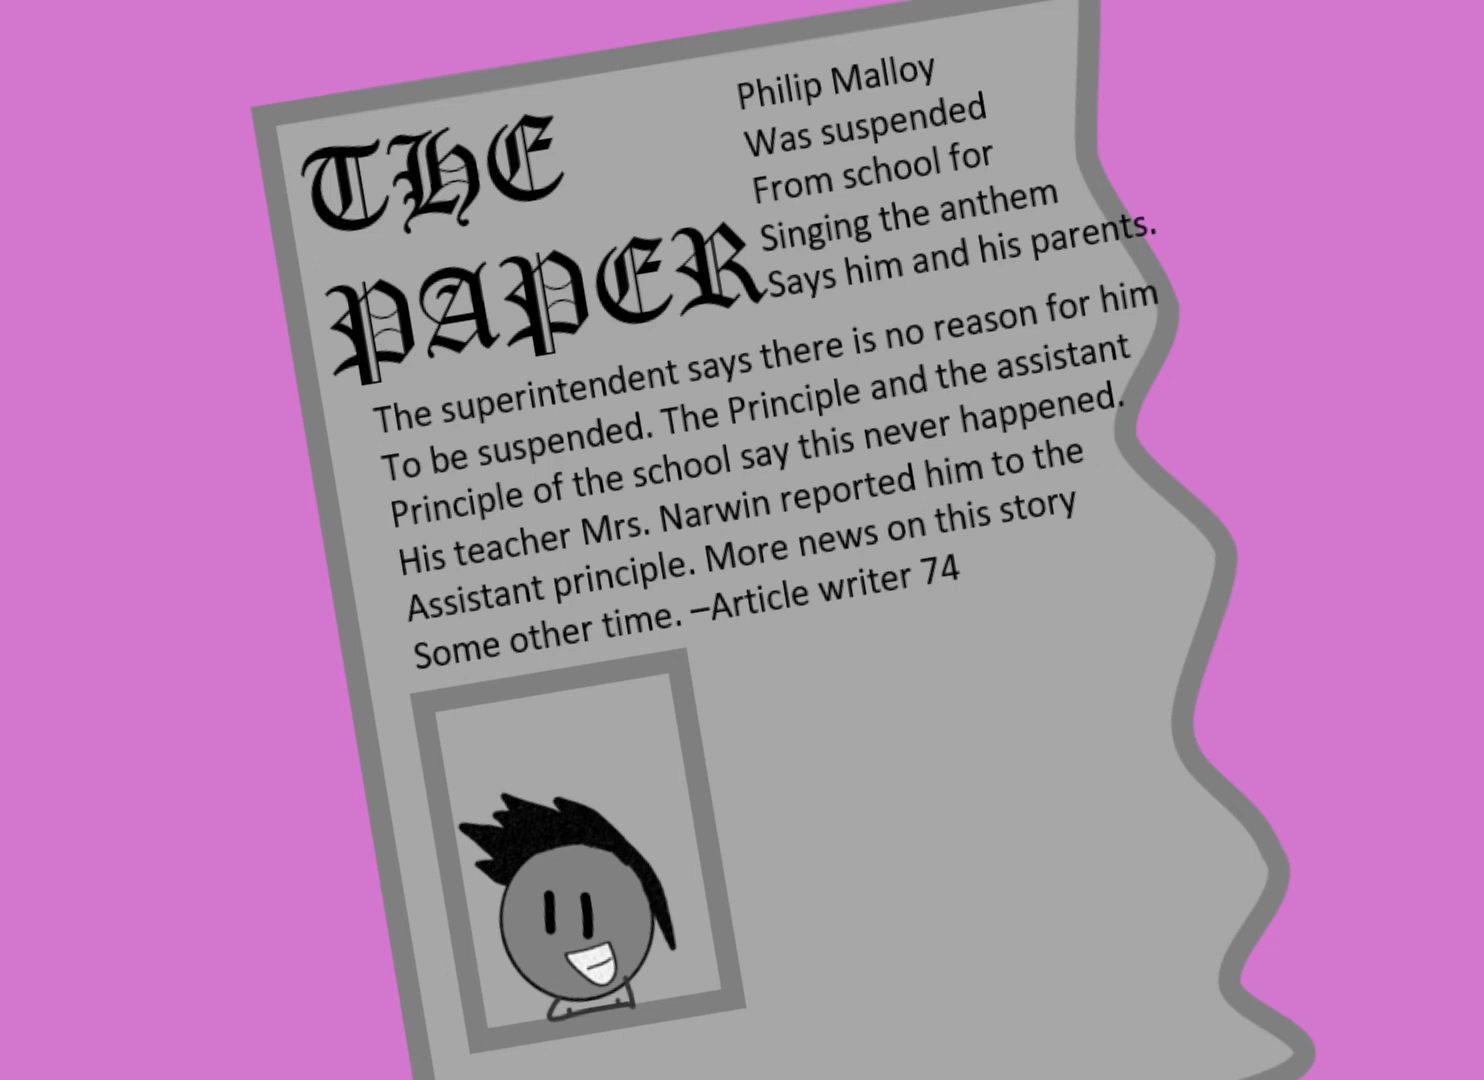 THE
PAPER
Philip Malloy
Was suspended
From school for
Singing the anthem
Says him and his parents.
The superintendent says there is no reason for him
To be suspended. The Principle and the assistant
Principle of the school say this never happened.
His teacher Mrs. Narwin reported him to the
Assistant principle. More news on this story
Some other time. –Article writer 74